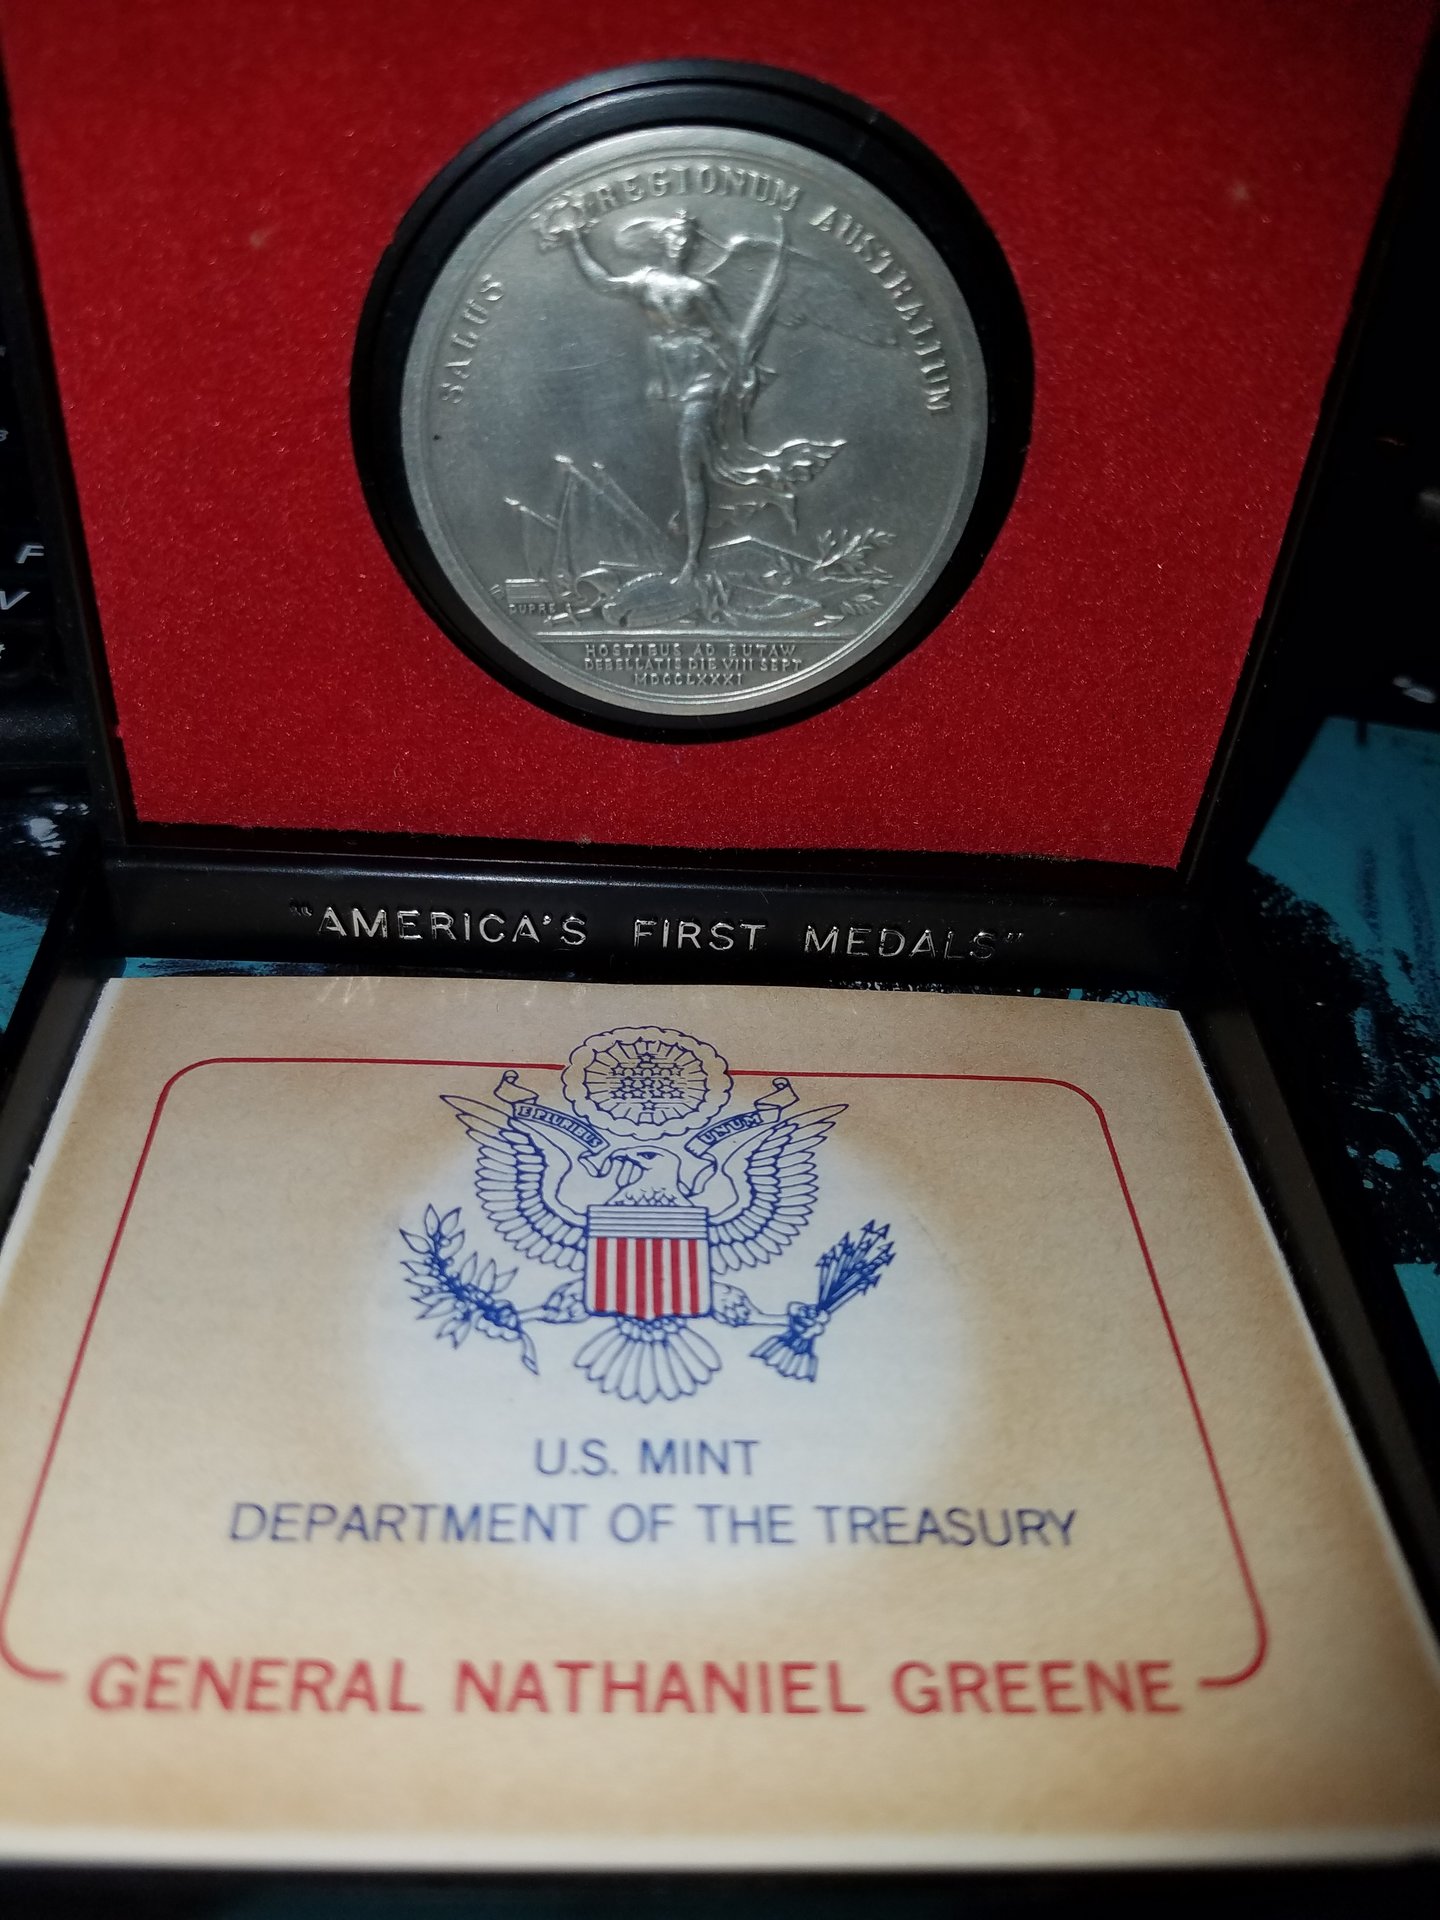 SALUS REGIONUM AUSTRALIUM
DUPRE
HOSTIBUS AD EUTAW
DEBELLATIS DIE VIII SEPT
MDCCLXXXI
"AMERICA'S FIRST MEDALS"
E PLURIBUS UNUM
U.S. MINT
DEPARTMENT OF THE TREASURY
GENERAL NATHANIEL GREENE
F
V